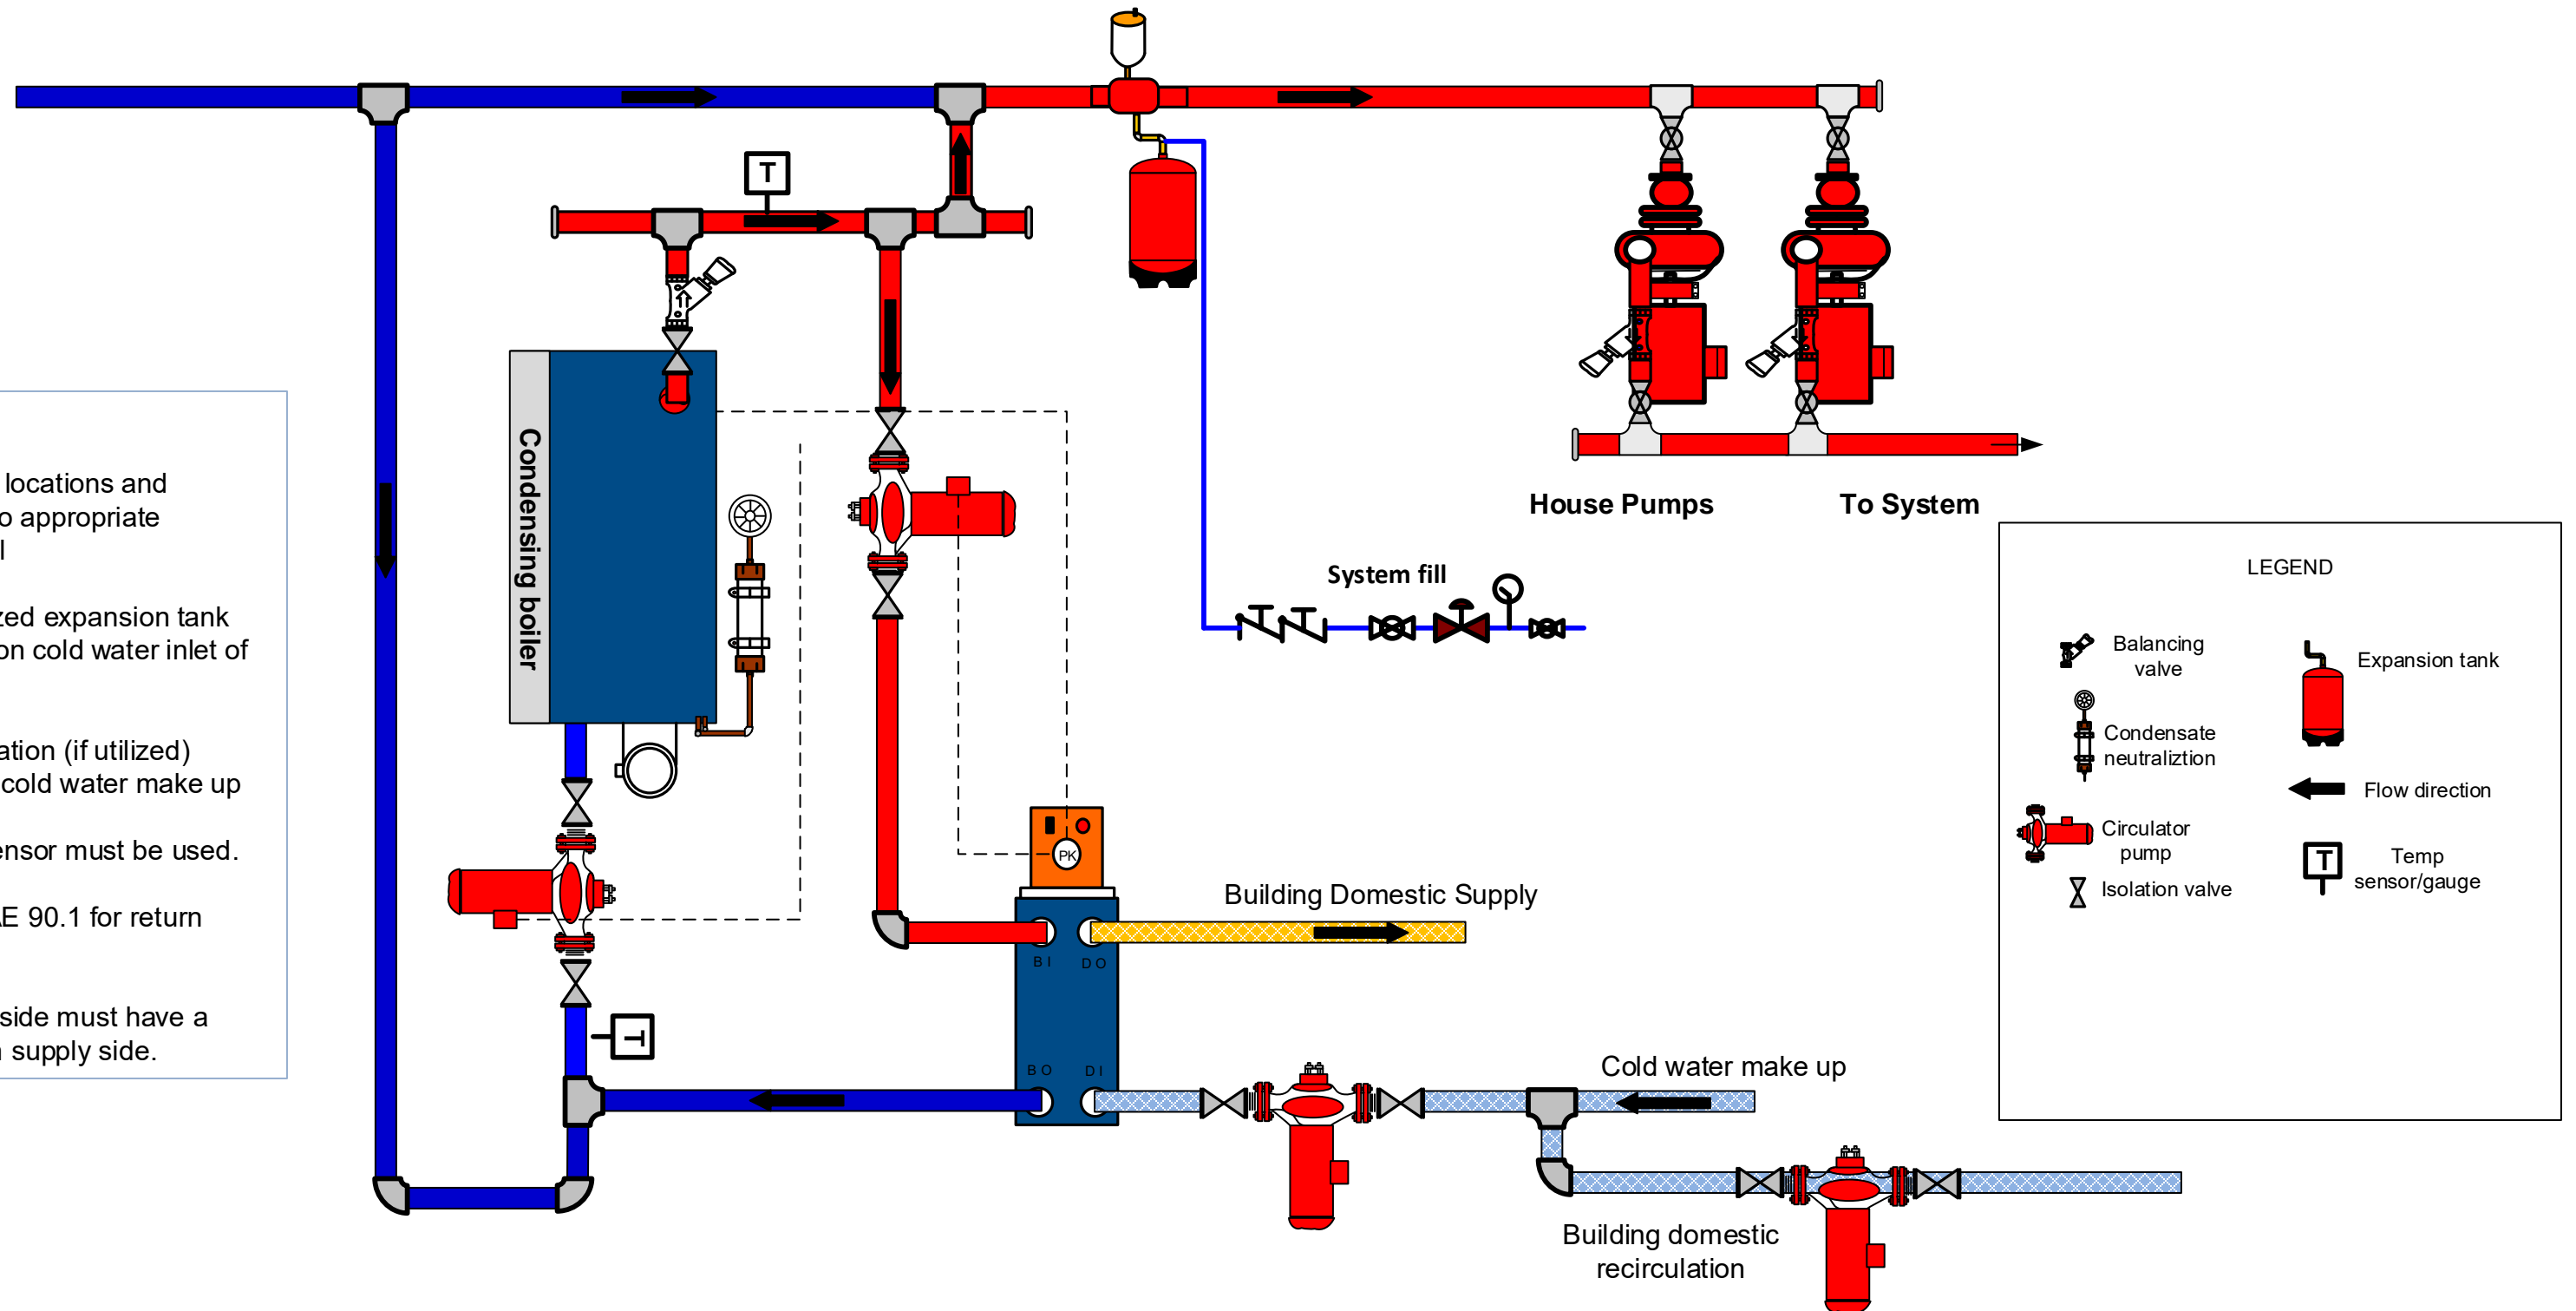 T
Condensing boiler
locations and
o appropriate
l
zed expansion tank
on cold water inlet of
ation (if utilized)
cold water make up
ensor must be used.
AE 90.1 for return
side must have a
n supply side.
House Pumps
To System
System fill
PK
Building Domestic Supply
B I
D O
B O
D I
T
Cold water make up
Building domestic
recirculation
LEGEND
Balancing
valve
Expansion tank
Condensate
neutraliztion
Flow direction
Circulator
pump
T
Temp
sensor/gauge
Isolation valve